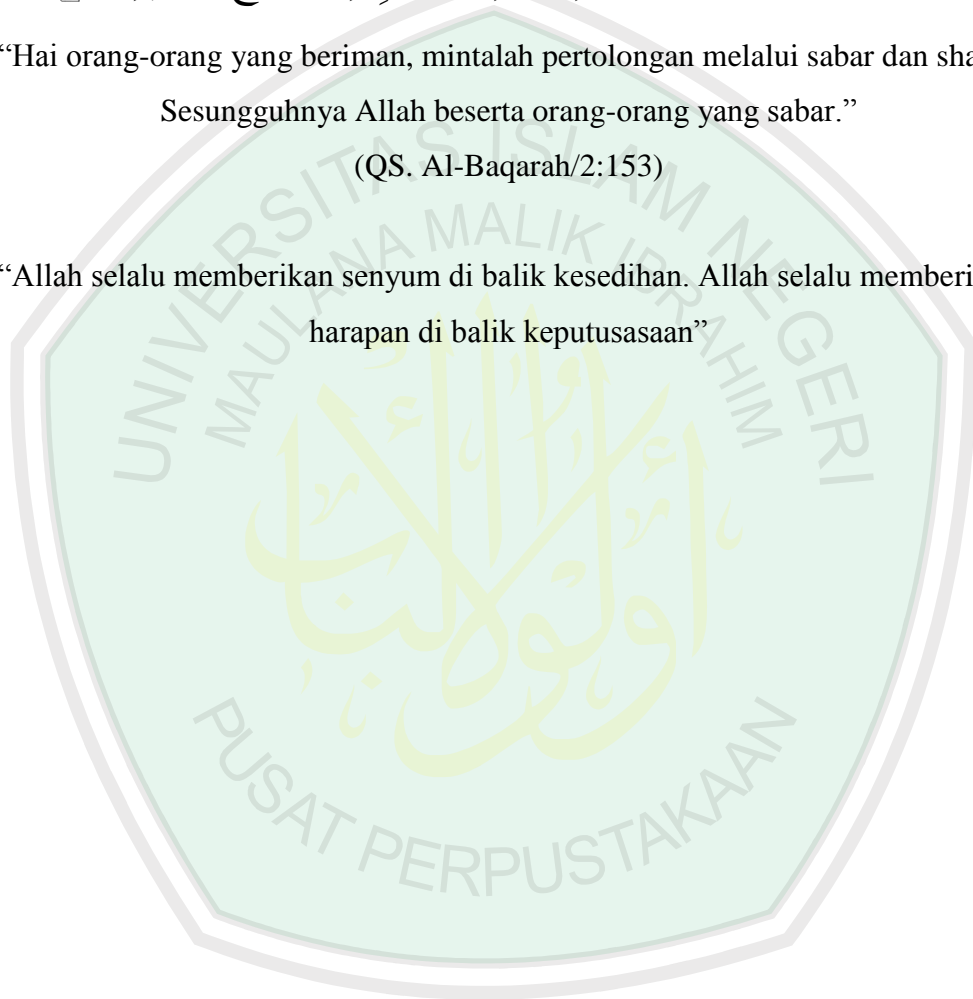 “Hai orang-orang yang beriman, mintalah pertolongan melalui sabar dan sha
Sesungguhnya Allah beserta orang-orang yang sabar.”
(QS. Al-Baqarah/2:153)
“Allah selalu memberikan senyum di balik kesedihan. Allah selalu memberi
harapan di balik keputusasaan”
UNIVERSITAS ISLAM NEGERI
MAULANA MALIK IBRAHIM
PUSAT PERPUSTAKAAN